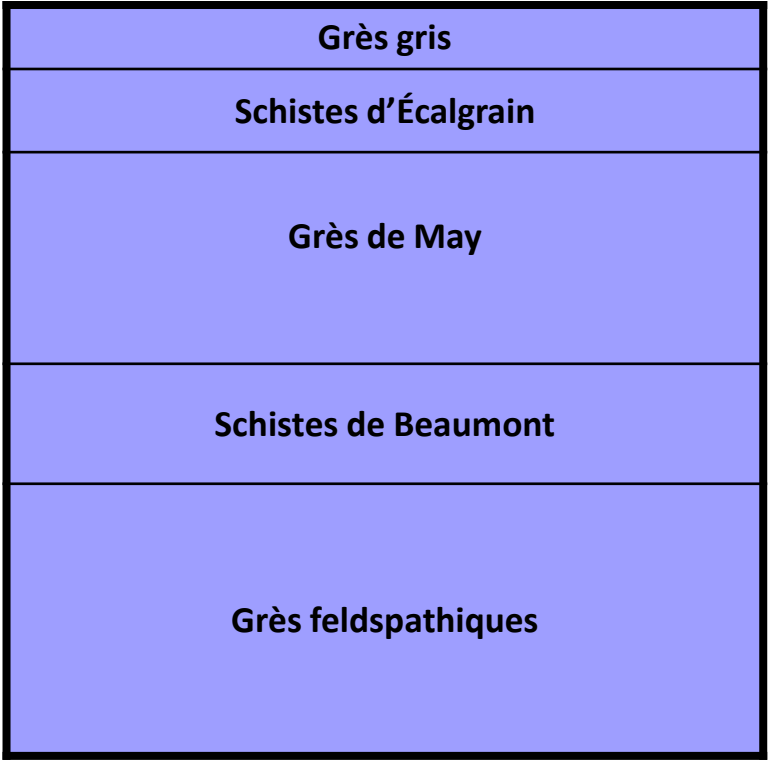 Grès gris
Schistes d’Écalgrain
Grès de May
Schistes de Beaumont
Grès feldspathiques